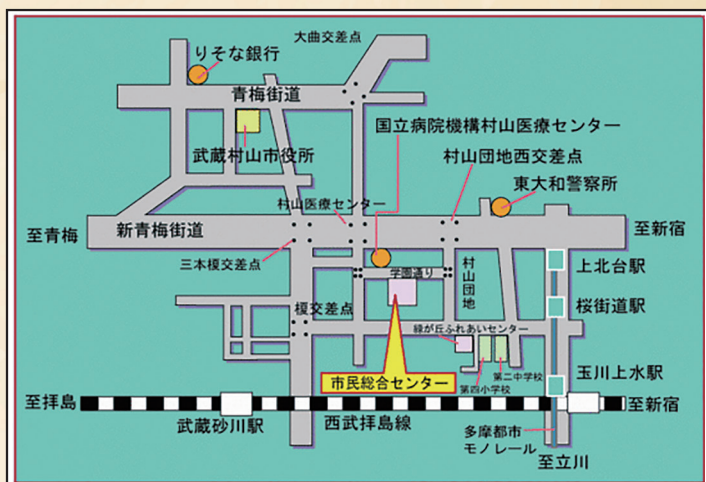 大曲交差点
りそな銀行
青梅街道
国立病院機構村山医療センター
武蔵村山市役所
村山団地西交差点
東大和警察所
村山医療センター
至青梅
新青梅街道
至新宿
三本榎交差点
学園通り
村山団地
上北台駅
榎交差点
桜街道駅
緑が丘ふれあいセンター
市民総合センター
第四小学校
第二中学校
玉川上水駅
至拝島
至新宿
武蔵砂川駅
西武拝島線
多摩都市
モノレール
至立川